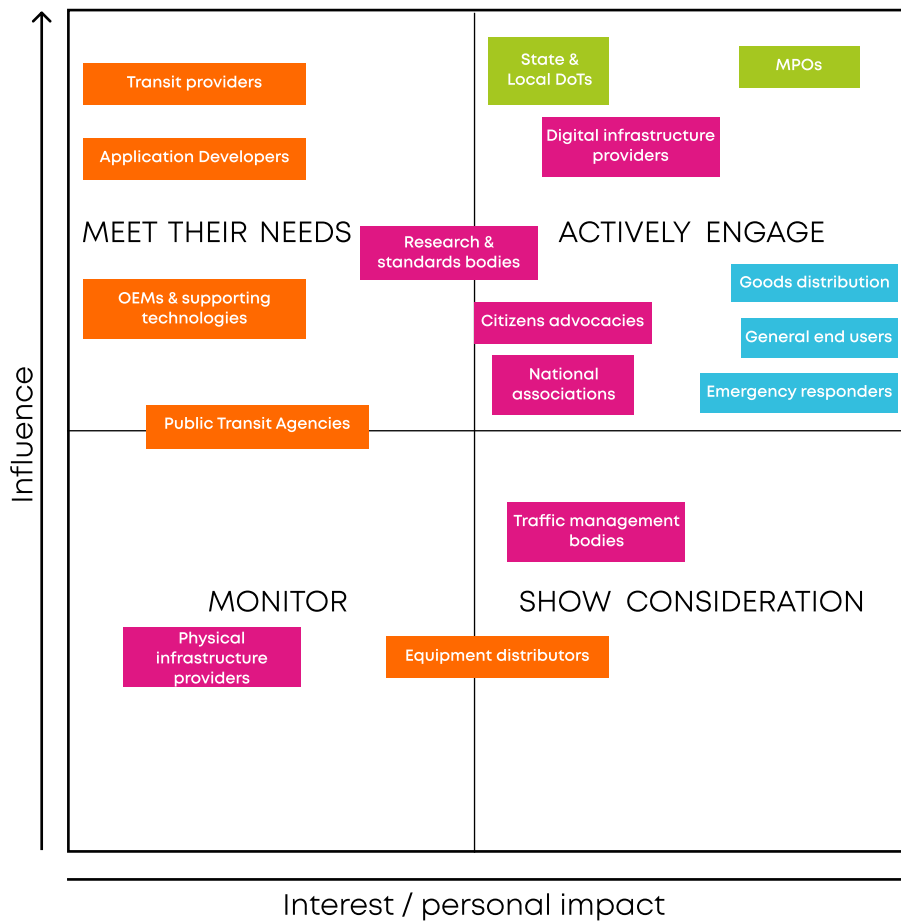 State &
Local DoTs
MPOs
Transit providers
Digital infrastructure
providers
Application Developers
MEET THEIR NEEDS
ACTIVELY ENGAGE
Research &
standards bodies
Goods distribution
OEMs & supporting
technologies
Citizens advocacies
General end users
National
associations
Emergency responders
Public Transit Agencies
Influence
Traffic management
bodies
MONITOR
SHOW CONSIDERATION
Physical
infrastructure
providers
Equipment distributors
Interest / personal impact